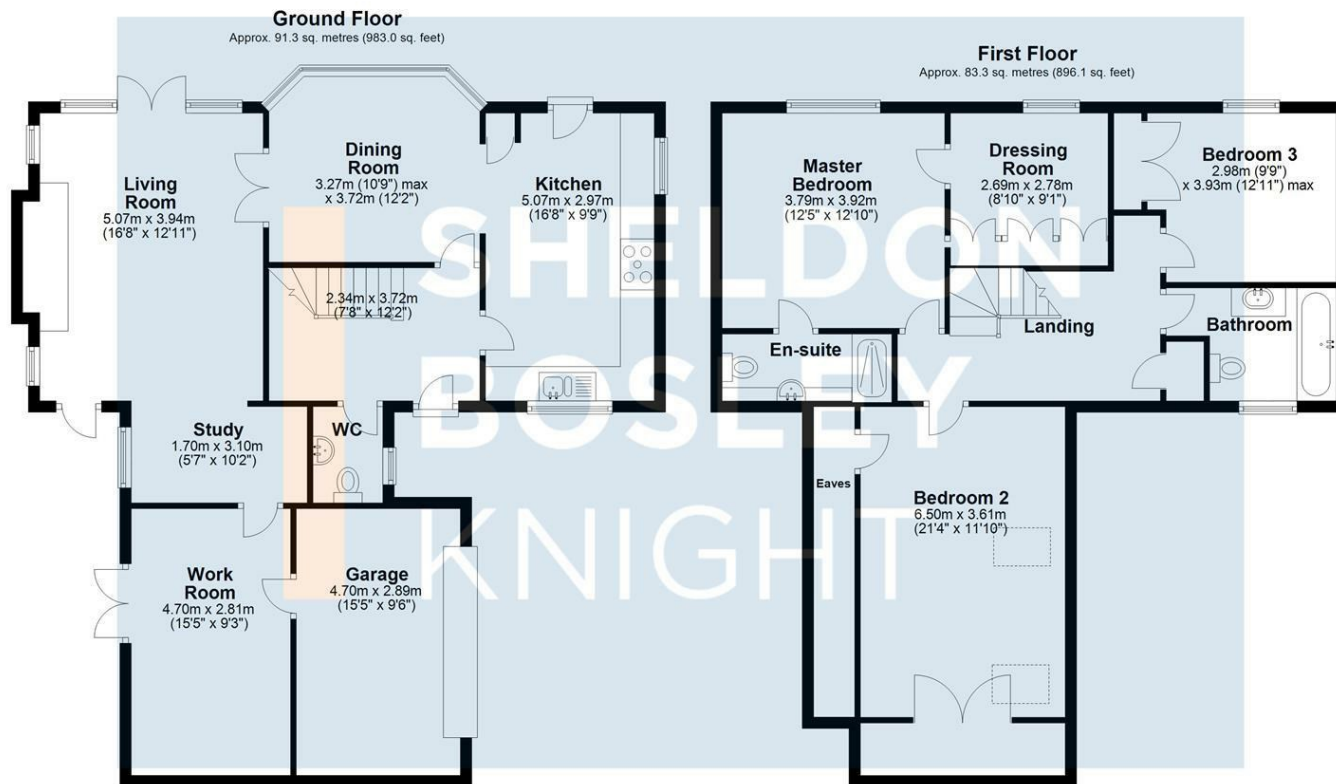 Ground Floor
Approx. 91.3 sq. metres (983.0 sq. feet)
Living
Room
5.07m x 3.94m
(16'8" x 12'11")
Dining
Room
3.27m (10'9") max
x 3.72m (12'2")
Kitchen
5.07m x 2.97m
(16'8" x 9'9")
2.34m x 3.72m
(7'8" x 12'2")
Study
1.70m x 3.10m
(5'7" x 10'2")
WC
Work
Room
4.70m x 2.81m
(15'5" x 9'3")
Garage
4.70m x 2.89m
(15'5" x 9'6")
First Floor
Approx. 83.3 sq. metres (896.1 sq. feet)
Master
Bedroom
3.79m x 3.92m
(12'5" x 12'10")
Dressing
Room
2.69m x 2.78m
(8'10" x 9'1")
Bedroom 3
2.98m (9'9")
x 3.93m (12'11") max
En-suite
Landing
Bathroom
Eaves
Bedroom 2
6.50m x 3.61m
(21'4" x 11'10")
SHELDON
BOSLEY
KNIGHT